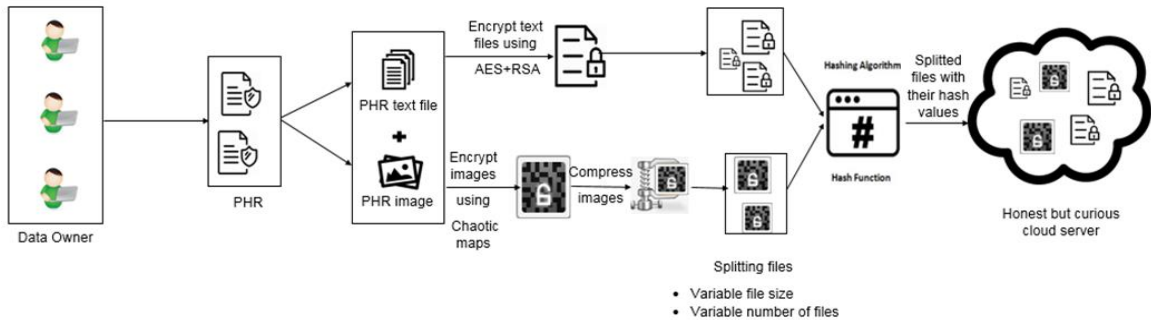 Data Owner
PHR
PHR text file
+
PHR image
Encrypt text
files using
AES+RSA
Encrypt
images
using
Chaotic
maps
Compress
images
Splitting files
• Variable file size
• Variable number of files
Hashing Algorithm
#
Hash Function
Splitted
files with
their hash
values
Honest but curious
cloud server